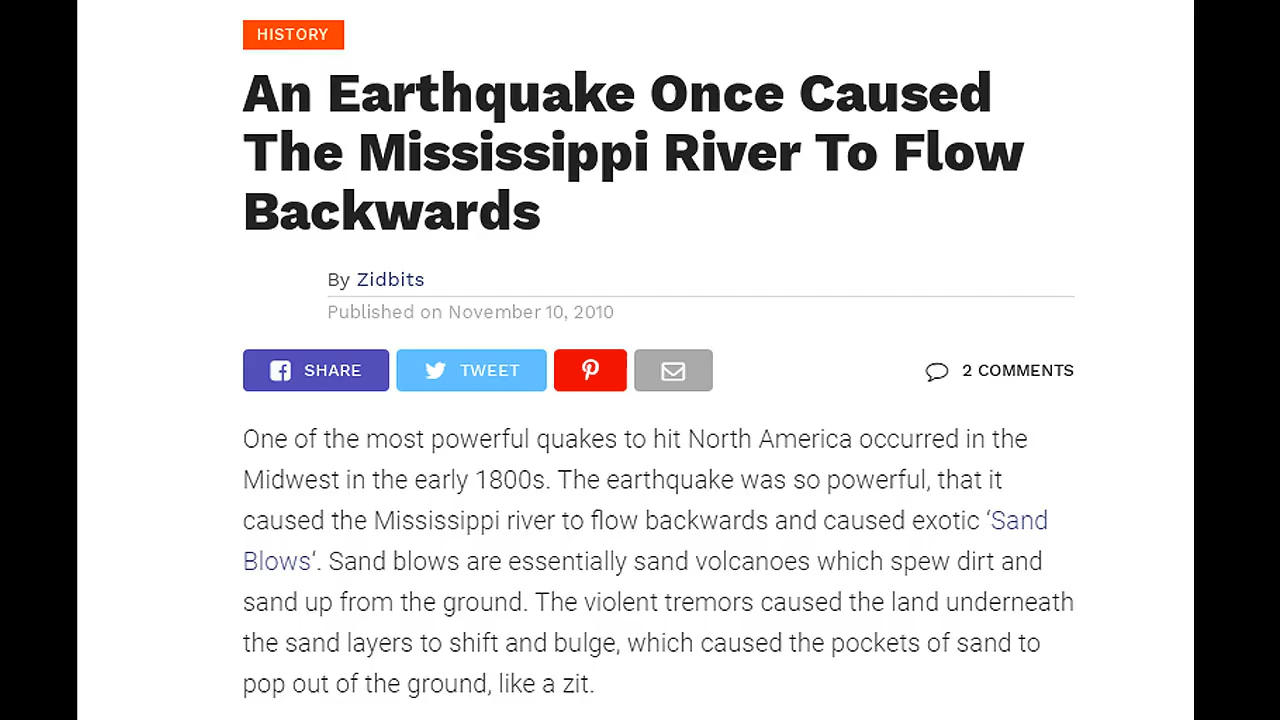 HISTORY
An Earthquake Once Caused
The Mississippi River To Flow
Backwards
By Zidbits
Published on November 10, 2010
SHARE TWEET 2 COMMENTS
One of the most powerful quakes to hit North America occurred in the
Midwest in the early 1800s. The earthquake was so powerful, that it
caused the Mississippi river to flow backwards and caused exotic ‘Sand
Blows‘. Sand blows are essentially sand volcanoes which spew dirt and
sand up from the ground. The violent tremors caused the land underneath
the sand layers to shift and bulge, which caused the pockets of sand to
pop out of the ground, like a zit.